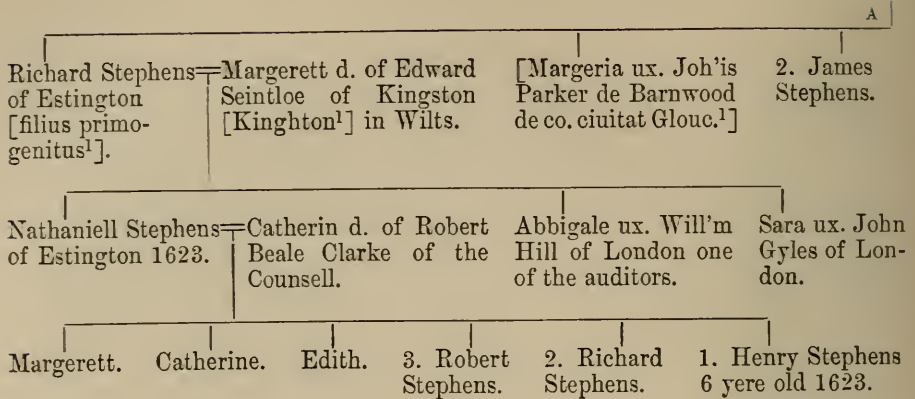 A
Richard Stephens
of Estington
[filius primo-
genitus¹].
Margerett d. of Edward
Seintloe of Kingston
[Kinghton¹] in Wilts.
[Margeria ux. Joh'is
Parker de Barnwood
de co. ciuitat Glouc.¹]
2. James
Stephens.
Nathaniell Stephens
of Estington 1623.
Catherin d. of Robert
Beale Clarke of the
Counsell.
Abbigale ux. Will'm
Hill of London one
of the auditors.
Sara ux. John
Gyles of Lon-
don.
Margerett.
Catherine.
Edith.
3. Robert
Stephens.
2. Richard
Stephens.
1. Henry Stephens
6 yere old 1623.